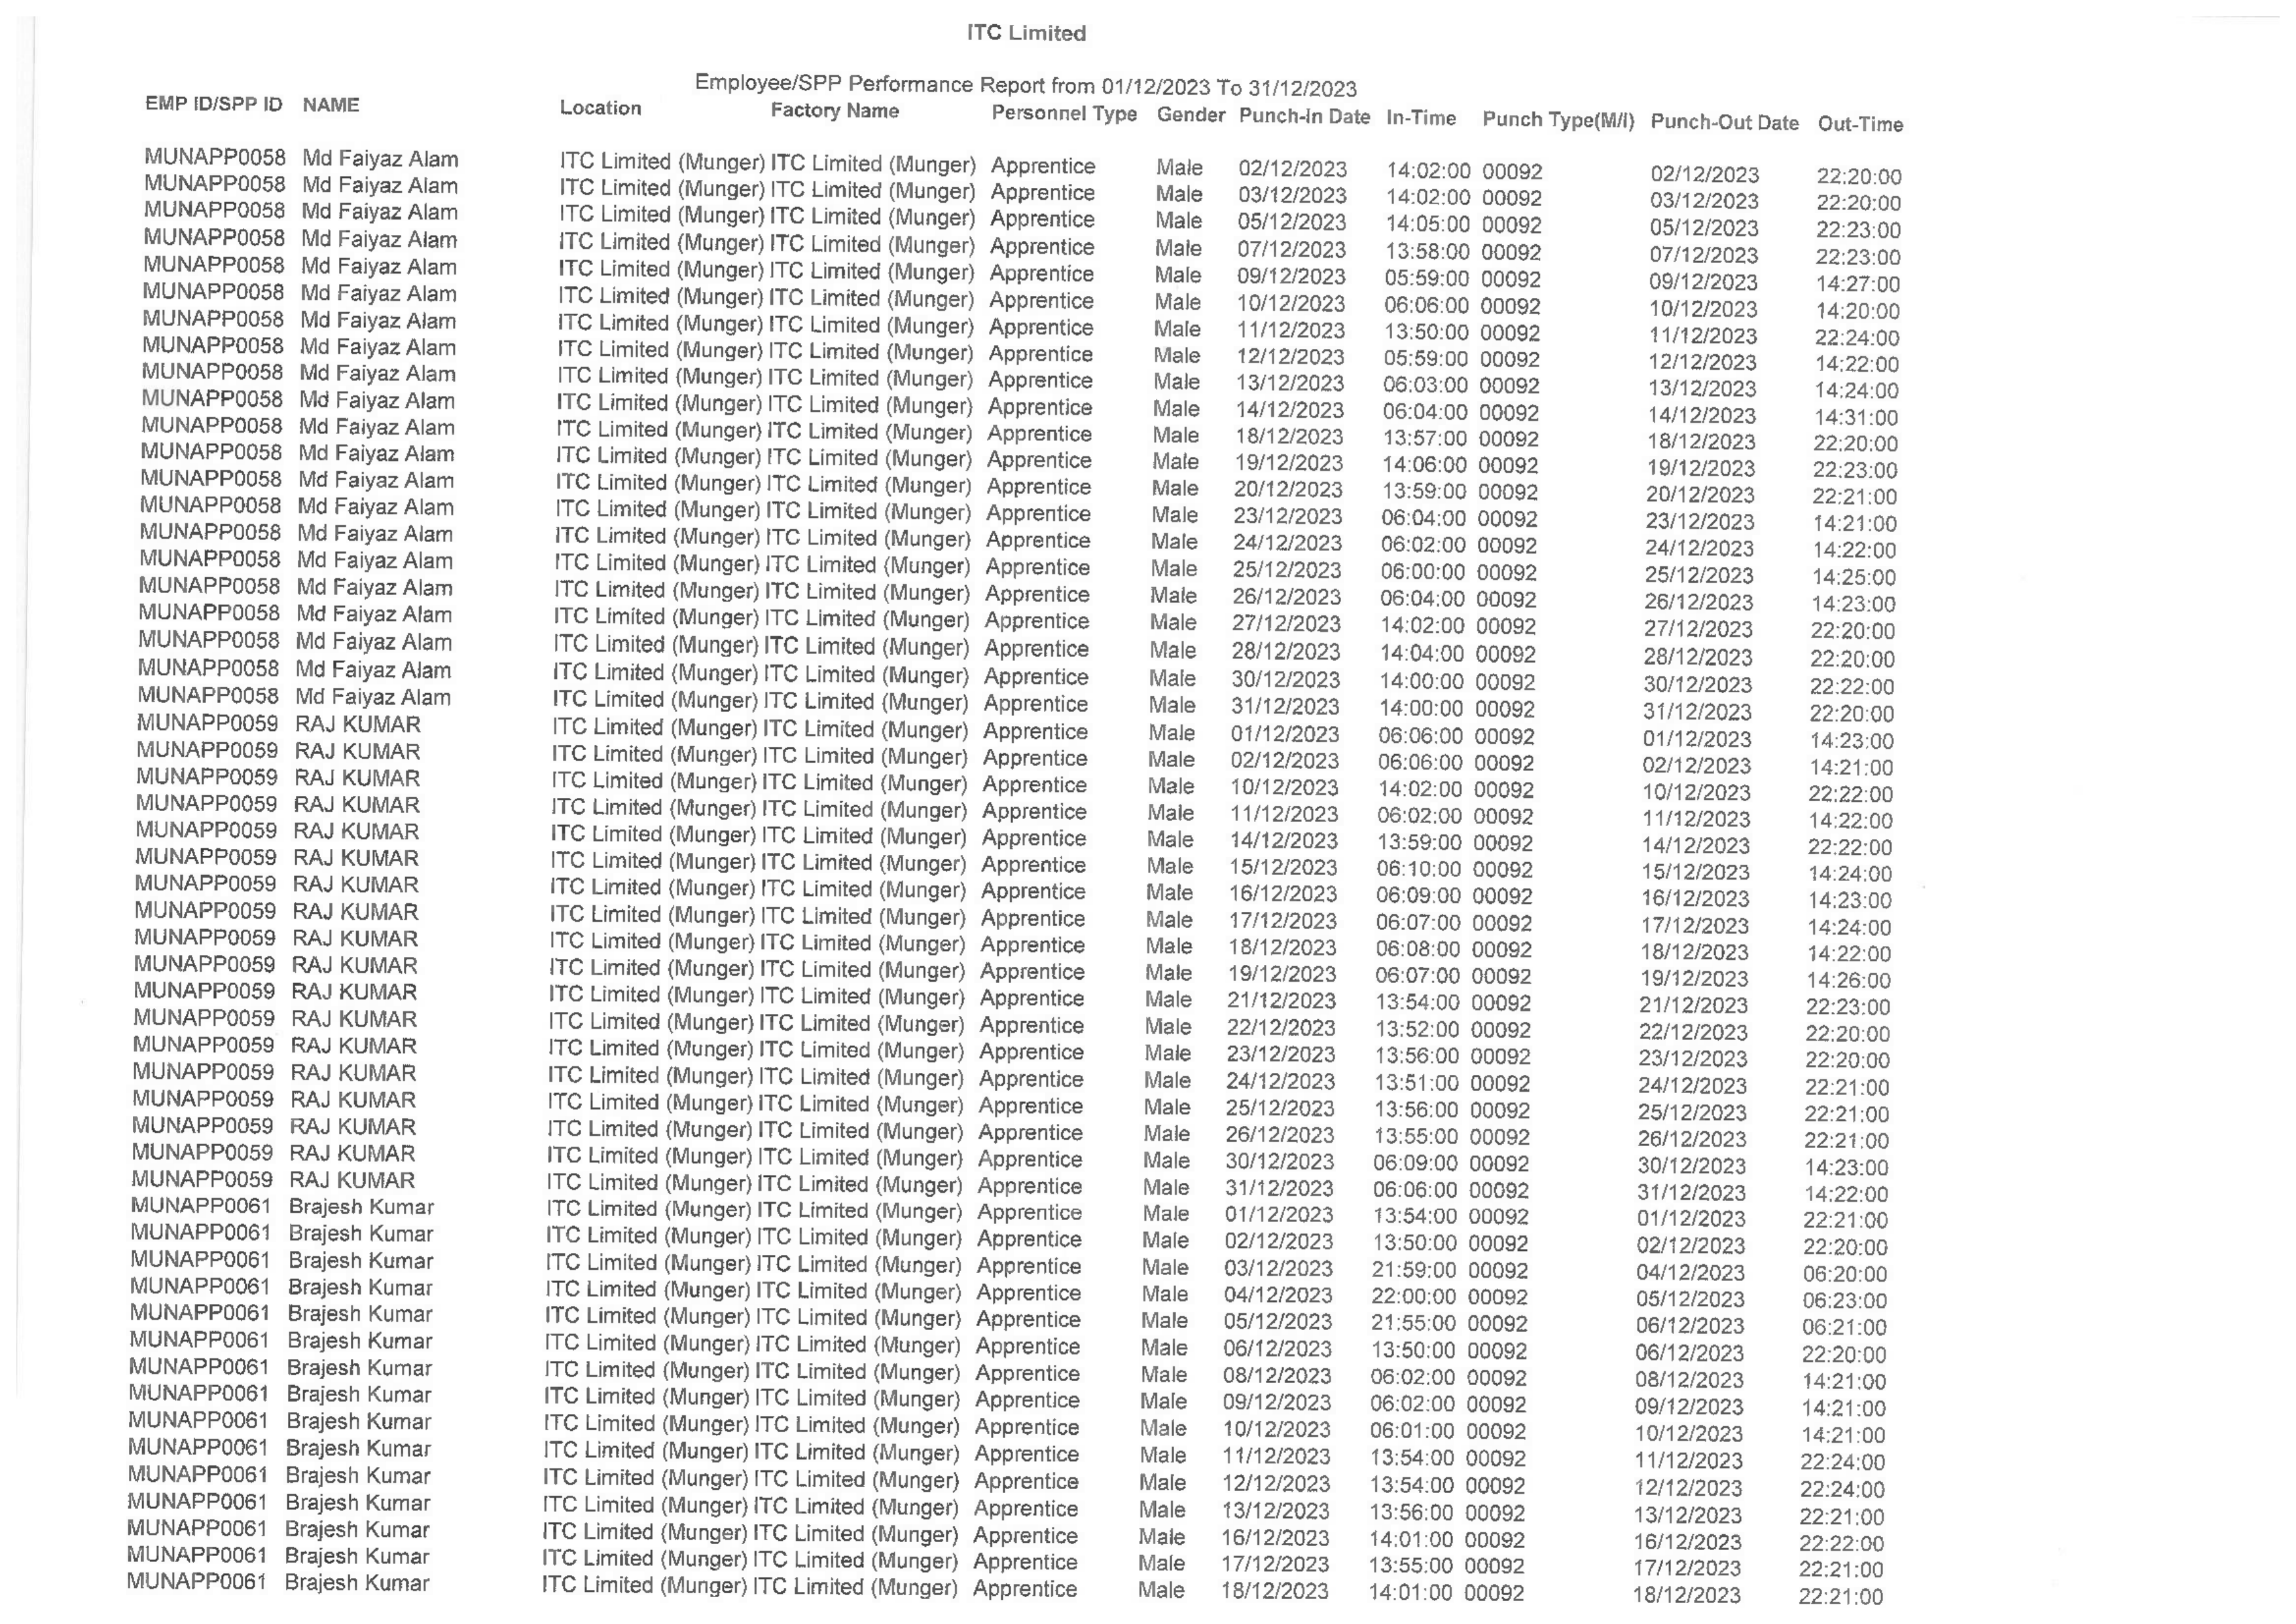 ITC Limited
Employee/SPP Performance Report from 01/12/2023 To 31/12/2023
EMP ID/SPP ID NAME Location Factory Name Personnel Type Gender Punch-In Date In-Time Punch Type(M/I) Punch-Out Date Out-Time
MUNAPP0058 Md Faiyaz Alam ITC Limited (Munger) ITC Limited (Munger) Apprentice Male 02/12/2023 14:02:00 00092 02/12/2023 22:20:00
MUNAPP0058 Md Faiyaz Alam ITC Limited (Munger) ITC Limited (Munger) Apprentice Male 03/12/2023 14:02:00 00092 03/12/2023 22:20:00
MUNAPP0058 Md Faiyaz Alam ITC Limited (Munger) ITC Limited (Munger) Apprentice Male 05/12/2023 14:05:00 00092 05/12/2023 22:23:00
MUNAPP0058 Md Faiyaz Alam ITC Limited (Munger) ITC Limited (Munger) Apprentice Male 07/12/2023 13:58:00 00092 07/12/2023 22:23:00
MUNAPP0058 Md Faiyaz Alam ITC Limited (Munger) ITC Limited (Munger) Apprentice Male 09/12/2023 05:59:00 00092 09/12/2023 14:27:00
MUNAPP0058 Md Faiyaz Alam ITC Limited (Munger) ITC Limited (Munger) Apprentice Male 10/12/2023 06:06:00 00092 10/12/2023 14:20:00
MUNAPP0058 Md Faiyaz Alam ITC Limited (Munger) ITC Limited (Munger) Apprentice Male 11/12/2023 13:50:00 00092 11/12/2023 22:24:00
MUNAPP0058 Md Faiyaz Alam ITC Limited (Munger) ITC Limited (Munger) Apprentice Male 12/12/2023 05:59:00 00092 12/12/2023 14:22:00
MUNAPP0058 Md Faiyaz Alam ITC Limited (Munger) ITC Limited (Munger) Apprentice Male 13/12/2023 06:03:00 00092 13/12/2023 14:24:00
MUNAPP0058 Md Faiyaz Alam ITC Limited (Munger) ITC Limited (Munger) Apprentice Male 14/12/2023 06:04:00 00092 14/12/2023 14:31:00
MUNAPP0058 Md Faiyaz Alam ITC Limited (Munger) ITC Limited (Munger) Apprentice Male 18/12/2023 13:57:00 00092 18/12/2023 22:20:00
MUNAPP0058 Md Faiyaz Alam ITC Limited (Munger) ITC Limited (Munger) Apprentice Male 19/12/2023 14:06:00 00092 19/12/2023 22:23:00
MUNAPP0058 Md Faiyaz Alam ITC Limited (Munger) ITC Limited (Munger) Apprentice Male 20/12/2023 13:59:00 00092 20/12/2023 22:21:00
MUNAPP0058 Md Faiyaz Alam ITC Limited (Munger) ITC Limited (Munger) Apprentice Male 23/12/2023 06:04:00 00092 23/12/2023 14:21:00
MUNAPP0058 Md Faiyaz Alam ITC Limited (Munger) ITC Limited (Munger) Apprentice Male 24/12/2023 06:02:00 00092 24/12/2023 14:22:00
MUNAPP0058 Md Faiyaz Alam ITC Limited (Munger) ITC Limited (Munger) Apprentice Male 25/12/2023 06:00:00 00092 25/12/2023 14:25:00
MUNAPP0058 Md Faiyaz Alam ITC Limited (Munger) ITC Limited (Munger) Apprentice Male 26/12/2023 06:04:00 00092 26/12/2023 14:23:00
MUNAPP0058 Md Faiyaz Alam ITC Limited (Munger) ITC Limited (Munger) Apprentice Male 27/12/2023 14:02:00 00092 27/12/2023 22:20:00
MUNAPP0058 Md Faiyaz Alam ITC Limited (Munger) ITC Limited (Munger) Apprentice Male 28/12/2023 14:04:00 00092 28/12/2023 22:20:00
MUNAPP0058 Md Faiyaz Alam ITC Limited (Munger) ITC Limited (Munger) Apprentice Male 30/12/2023 14:00:00 00092 30/12/2023 22:22:00
MUNAPP0058 Md Faiyaz Alam ITC Limited (Munger) ITC Limited (Munger) Apprentice Male 31/12/2023 14:00:00 00092 31/12/2023 22:20:00
MUNAPP0059 RAJ KUMAR ITC Limited (Munger) ITC Limited (Munger) Apprentice Male 01/12/2023 06:06:00 00092 01/12/2023 14:23:00
MUNAPP0059 RAJ KUMAR ITC Limited (Munger) ITC Limited (Munger) Apprentice Male 02/12/2023 06:06:00 00092 02/12/2023 14:21:00
MUNAPP0059 RAJ KUMAR ITC Limited (Munger) ITC Limited (Munger) Apprentice Male 10/12/2023 14:02:00 00092 10/12/2023 22:22:00
MUNAPP0059 RAJ KUMAR ITC Limited (Munger) ITC Limited (Munger) Apprentice Male 11/12/2023 06:02:00 00092 11/12/2023 14:22:00
MUNAPP0059 RAJ KUMAR ITC Limited (Munger) ITC Limited (Munger) Apprentice Male 14/12/2023 13:59:00 00092 14/12/2023 22:22:00
MUNAPP0059 RAJ KUMAR ITC Limited (Munger) ITC Limited (Munger) Apprentice Male 15/12/2023 06:10:00 00092 15/12/2023 14:24:00
MUNAPP0059 RAJ KUMAR ITC Limited (Munger) ITC Limited (Munger) Apprentice Male 16/12/2023 06:09:00 00092 16/12/2023 14:23:00
MUNAPP0059 RAJ KUMAR ITC Limited (Munger) ITC Limited (Munger) Apprentice Male 17/12/2023 06:07:00 00092 17/12/2023 14:24:00
MUNAPP0059 RAJ KUMAR ITC Limited (Munger) ITC Limited (Munger) Apprentice Male 18/12/2023 06:08:00 00092 18/12/2023 14:22:00
MUNAPP0059 RAJ KUMAR ITC Limited (Munger) ITC Limited (Munger) Apprentice Male 19/12/2023 06:07:00 00092 19/12/2023 14:26:00
MUNAPP0059 RAJ KUMAR ITC Limited (Munger) ITC Limited (Munger) Apprentice Male 21/12/2023 13:54:00 00092 21/12/2023 22:23:00
MUNAPP0059 RAJ KUMAR ITC Limited (Munger) ITC Limited (Munger) Apprentice Male 22/12/2023 13:52:00 00092 22/12/2023 22:20:00
MUNAPP0059 RAJ KUMAR ITC Limited (Munger) ITC Limited (Munger) Apprentice Male 23/12/2023 13:56:00 00092 23/12/2023 22:20:00
MUNAPP0059 RAJ KUMAR ITC Limited (Munger) ITC Limited (Munger) Apprentice Male 24/12/2023 13:51:00 00092 24/12/2023 22:21:00
MUNAPP0059 RAJ KUMAR ITC Limited (Munger) ITC Limited (Munger) Apprentice Male 25/12/2023 13:56:00 00092 25/12/2023 22:21:00
MUNAPP0059 RAJ KUMAR ITC Limited (Munger) ITC Limited (Munger) Apprentice Male 26/12/2023 13:55:00 00092 26/12/2023 22:21:00
MUNAPP0059 RAJ KUMAR ITC Limited (Munger) ITC Limited (Munger) Apprentice Male 30/12/2023 06:09:00 00092 30/12/2023 14:23:00
MUNAPP0059 RAJ KUMAR ITC Limited (Munger) ITC Limited (Munger) Apprentice Male 31/12/2023 06:06:00 00092 31/12/2023 14:22:00
MUNAPP0061 Brajesh Kumar ITC Limited (Munger) ITC Limited (Munger) Apprentice Male 01/12/2023 13:54:00 00092 01/12/2023 22:21:00
MUNAPP0061 Brajesh Kumar ITC Limited (Munger) ITC Limited (Munger) Apprentice Male 02/12/2023 13:50:00 00092 02/12/2023 22:20:00
MUNAPP0061 Brajesh Kumar ITC Limited (Munger) ITC Limited (Munger) Apprentice Male 03/12/2023 21:59:00 00092 04/12/2023 06:20:00
MUNAPP0061 Brajesh Kumar ITC Limited (Munger) ITC Limited (Munger) Apprentice Male 04/12/2023 22:00:00 00092 05/12/2023 06:23:00
MUNAPP0061 Brajesh Kumar ITC Limited (Munger) ITC Limited (Munger) Apprentice Male 05/12/2023 21:55:00 00092 06/12/2023 06:21:00
MUNAPP0061 Brajesh Kumar ITC Limited (Munger) ITC Limited (Munger) Apprentice Male 06/12/2023 13:50:00 00092 06/12/2023 22:20:00
MUNAPP0061 Brajesh Kumar ITC Limited (Munger) ITC Limited (Munger) Apprentice Male 08/12/2023 06:02:00 00092 08/12/2023 14:21:00
MUNAPP0061 Brajesh Kumar ITC Limited (Munger) ITC Limited (Munger) Apprentice Male 09/12/2023 06:02:00 00092 09/12/2023 14:21:00
MUNAPP0061 Brajesh Kumar ITC Limited (Munger) ITC Limited (Munger) Apprentice Male 10/12/2023 06:01:00 00092 10/12/2023 14:21:00
MUNAPP0061 Brajesh Kumar ITC Limited (Munger) ITC Limited (Munger) Apprentice Male 11/12/2023 13:54:00 00092 11/12/2023 22:24:00
MUNAPP0061 Brajesh Kumar ITC Limited (Munger) ITC Limited (Munger) Apprentice Male 12/12/2023 13:54:00 00092 12/12/2023 22:24:00
MUNAPP0061 Brajesh Kumar ITC Limited (Munger) ITC Limited (Munger) Apprentice Male 13/12/2023 13:56:00 00092 13/12/2023 22:21:00
MUNAPP0061 Brajesh Kumar ITC Limited (Munger) ITC Limited (Munger) Apprentice Male 16/12/2023 14:01:00 00092 16/12/2023 22:22:00
MUNAPP0061 Brajesh Kumar ITC Limited (Munger) ITC Limited (Munger) Apprentice Male 17/12/2023 13:55:00 00092 17/12/2023 22:21:00
MUNAPP0061 Brajesh Kumar ITC Limited (Munger) ITC Limited (Munger) Apprentice Male 18/12/2023 14:01:00 00092 18/12/2023 22:21:00